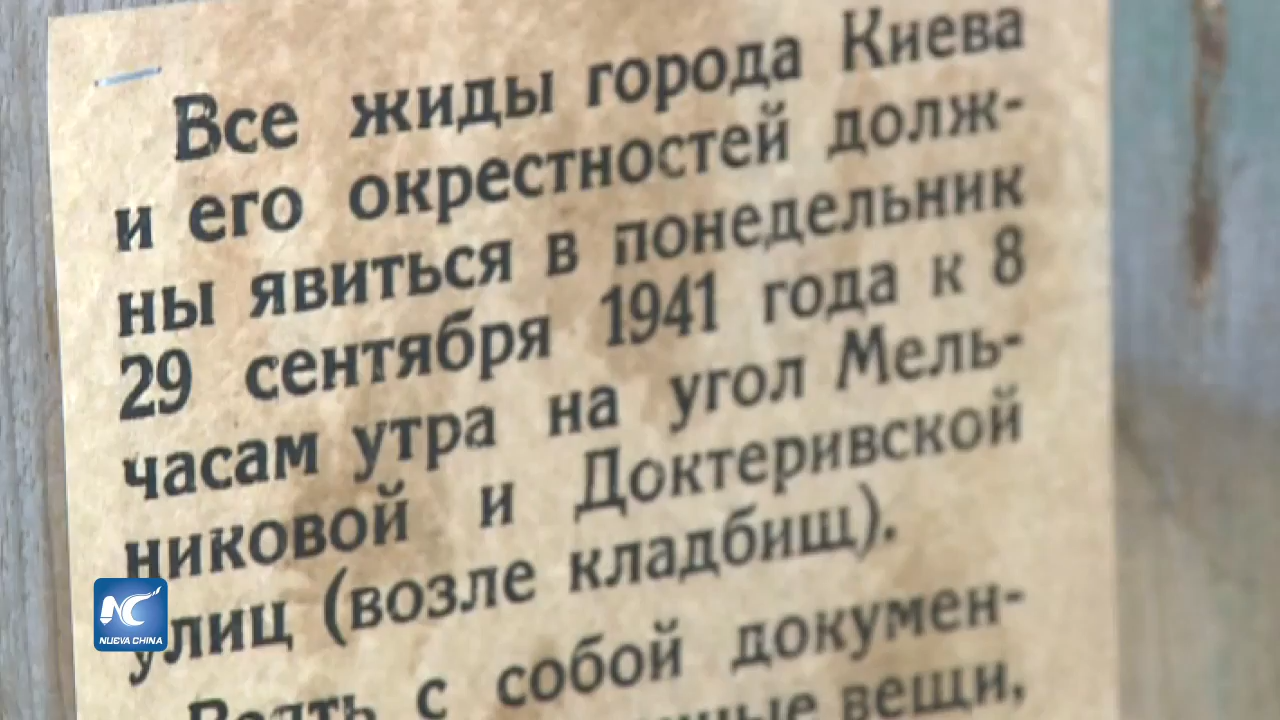 Все жиды города Киева
и его окрестностей долж-
ны явиться в понедельник
29 сентября 1941 года к 8
часам утра на угол Мель-
никовой и Доктеривской
улиц (возле кладбищ).
с собой докумен-
вещи,
NC
NUEVA CHINA